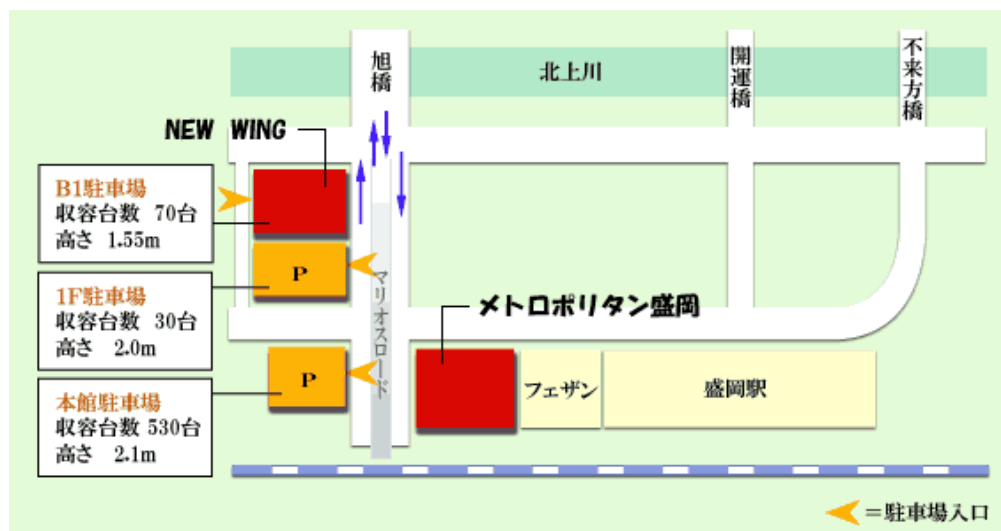 旭橋
北上川
開運橋
不来方橋
NEW WING
B1駐車場
収容台数 70台
高さ 1.55m
P
1F駐車場
収容台数 30台
高さ 2.0m
マリオスロード
メトロポリタン盛岡
P
フェザン
盛岡駅
本館駐車場
収容台数 530台
高さ 2.1m
=駐車場入口